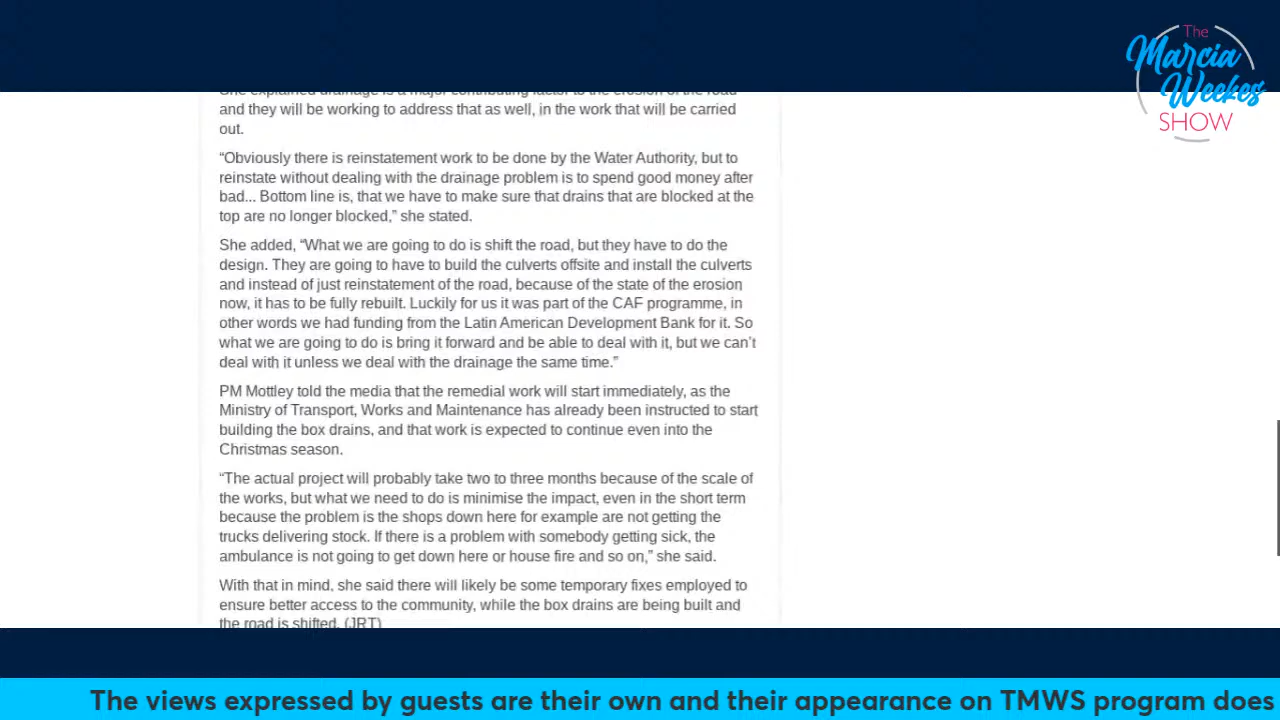 The
Marcia
Weekes
SHOW
She explained drainage is a major contributing factor to the erosion of the road
and they will be working to address that as well, in the work that will be carried
out.
“Obviously there is reinstatement work to be done by the Water Authority, but to
reinstate without dealing with the drainage problem is to spend good money after
bad... Bottom line is, that we have to make sure that drains that are blocked at the
top are no longer blocked,” she stated.
She added, “What we are going to do is shift the road, but they have to do the
design. They are going to have to build the culverts offsite and install the culverts
and instead of just reinstatement of the road, because of the state of the erosion
now, it has to be fully rebuilt. Luckily for us it was part of the CAF programme, in
other words we had funding from the Latin American Development Bank for it. So
what we are going to do is bring it forward and be able to deal with it, but we can’t
deal with it unless we deal with the drainage the same time.”
PM Mottley told the media that the remedial work will start immediately, as the
Ministry of Transport, Works and Maintenance has already been instructed to start
building the box drains, and that work is expected to continue even into the
Christmas season.
“The actual project will probably take two to three months because of the scale of
the works, but what we need to do is minimise the impact, even in the short term
because the problem is the shops down here for example are not getting the
trucks delivering stock. If there is a problem with somebody getting sick, the
ambulance is not going to get down here or house fire and so on,” she said.
With that in mind, she said there will likely be some temporary fixes employed to
ensure better access to the community, while the box drains are being built and
the road is shifted. (JRT)
The views expressed by guests are their own and their appearance on TMWS program does